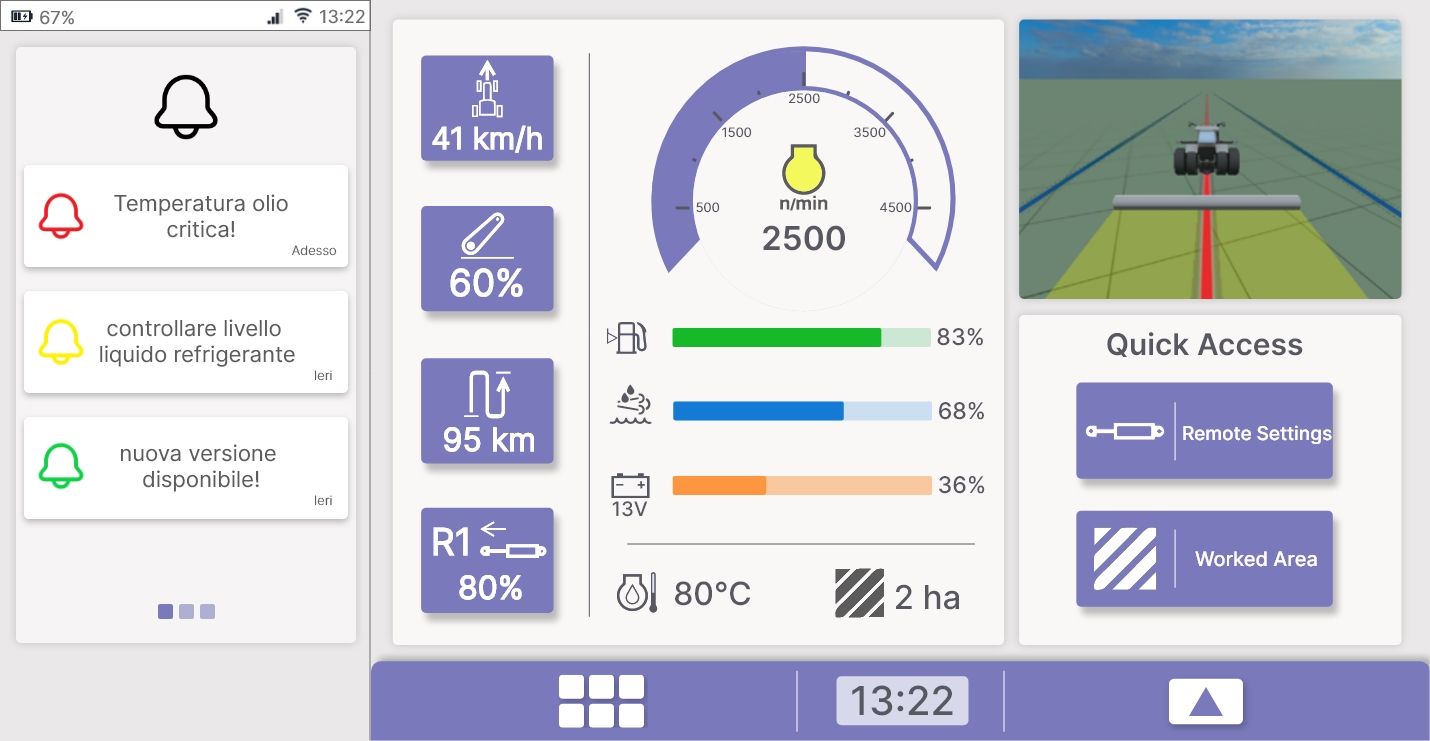 67%
13:22
Temperatura olio
critica!
Adesso
controllare livello
liquido refrigerante
Ieri
nuova versione
disponibile!
Ieri
41 km/h
60%
95 km
R1
80%
2500
1500
3500
500
4500
n/min
2500
83%
68%
36%
13V
80°C
2 ha
Quick Access
Remote Settings
Worked Area
13:22